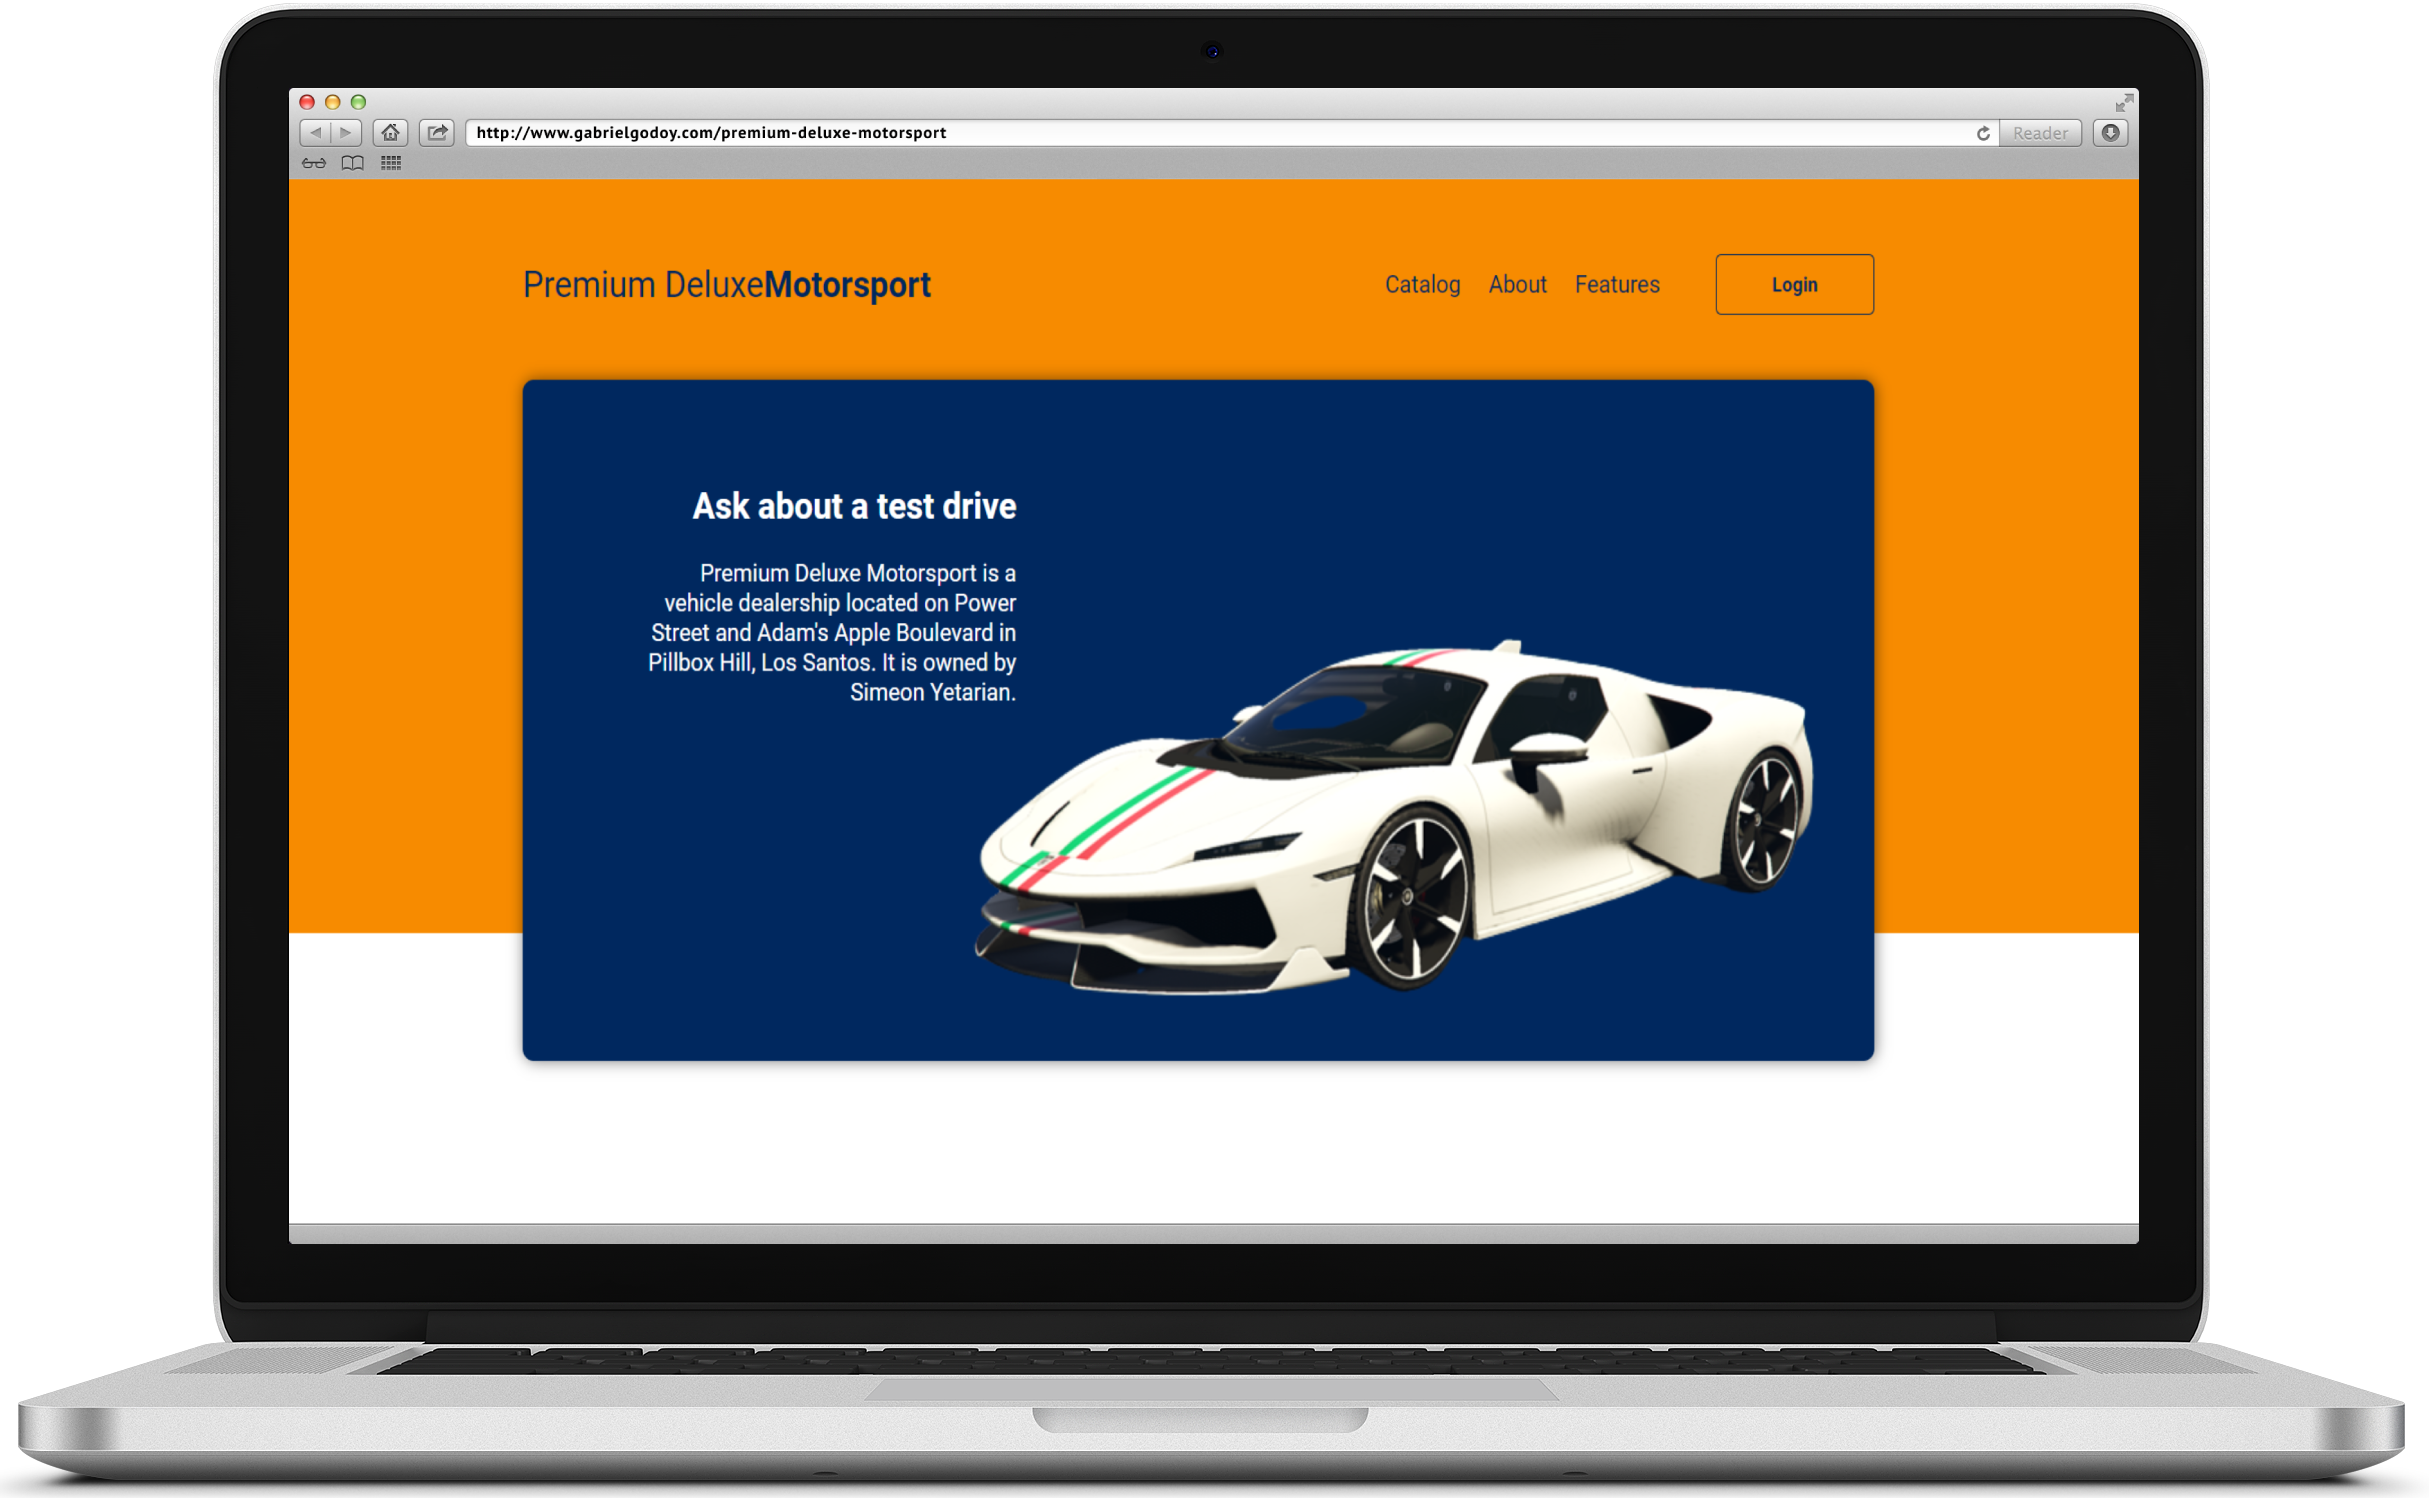 http://www.gabrielgodoy.com/premium-deluxe-motorsport
Reader
Premium DeluxeMotorsport
Catalog About Features Login
Ask about a test drive
Premium Deluxe Motorsport is a
vehicle dealership located on Power
Street and Adam's Apple Boulevard in
Pillbox Hill, Los Santos. It is owned by
Simeon Yetarian.